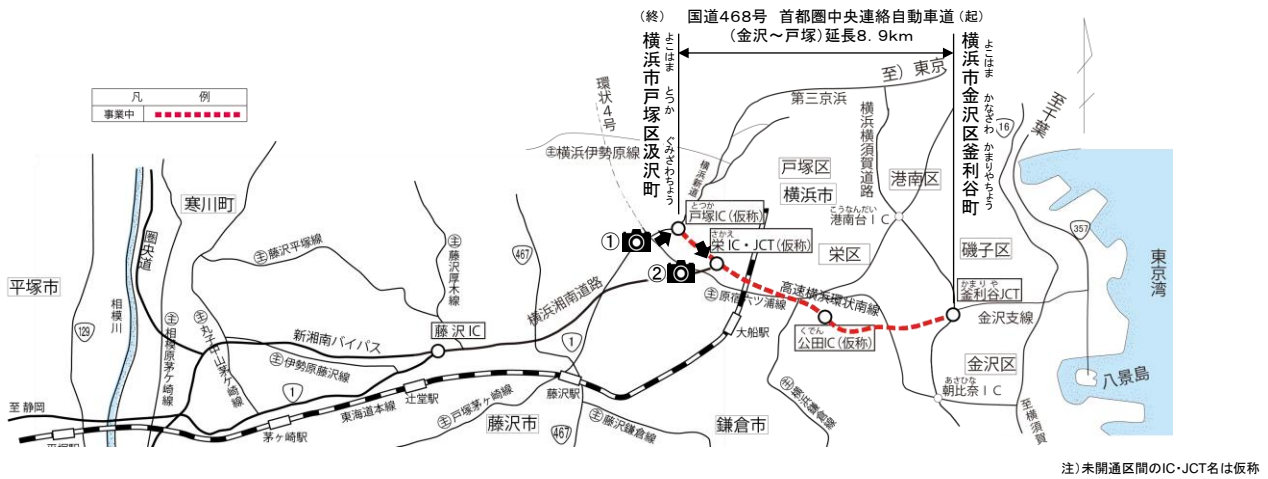 (終) 国道468号 首都圏中央連絡自動車道 (起)
(金沢～戸塚)延長8.9km
横浜市戸塚区汲沢町
よこはま とつか ぐみざわちょう
横浜市金沢区釜利谷町
よこはま かなざわ かまりやちょう
凡 例
事業中
環状4号
至)東京
第三京浜
横浜横須賀道路
至千葉
16
㊟横浜伊勢原線
横浜新道
戸塚区
横浜市
港南区
こうなんだい
港南台IC
357
東京湾
寒川町
圏央道
主藤沢平塚線
主藤沢厚木線
467
とつか
戸塚IC(仮称)
さかえ
栄IC・JCT(仮称)
①
②
栄区
磯子区
平塚市
相模川
129
主相模原茅ヶ崎線
主丸子中山茅ヶ崎線
新湘南バイパス
藤沢IC
横浜湘南道路
主原宿六ツ浦線
高速横浜環状南線
かまりや
釜利谷JCT
金沢支線
主伊勢原藤沢線
1
1
大船駅
くでん
公田IC(仮称)
金沢区
八景島
あさひな
朝比奈IC
至 静岡
東海道本線
辻堂駅
藤沢駅
茅ヶ崎駅
主戸塚茅ヶ崎線
藤沢市
467
主藤沢鎌倉線
鎌倉市
至横須賀
注)未開通区間のIC・JCT名は仮称